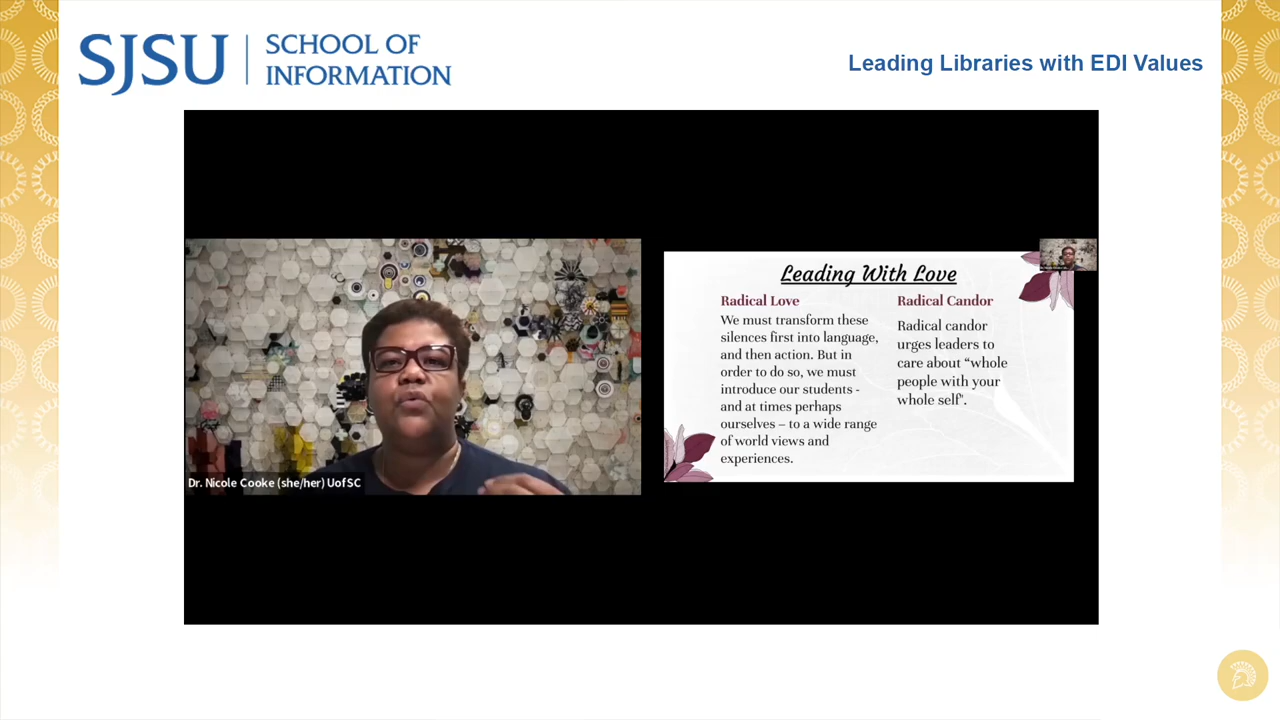 SJSU
SCHOOL OF
INFORMATION
Leading Libraries with EDI Values
Dr. Nicole Cooke (she/her) UofSC
Leading With Love
Radical Love
We must transform these
silences first into language,
and then action. But in
order to do so, we must
introduce our students -
and at times perhaps
ourselves – to a wide range
of world views and
experiences.
Radical Candor
Radical candor
urges leaders to
care about “whole
people with your
whole self".